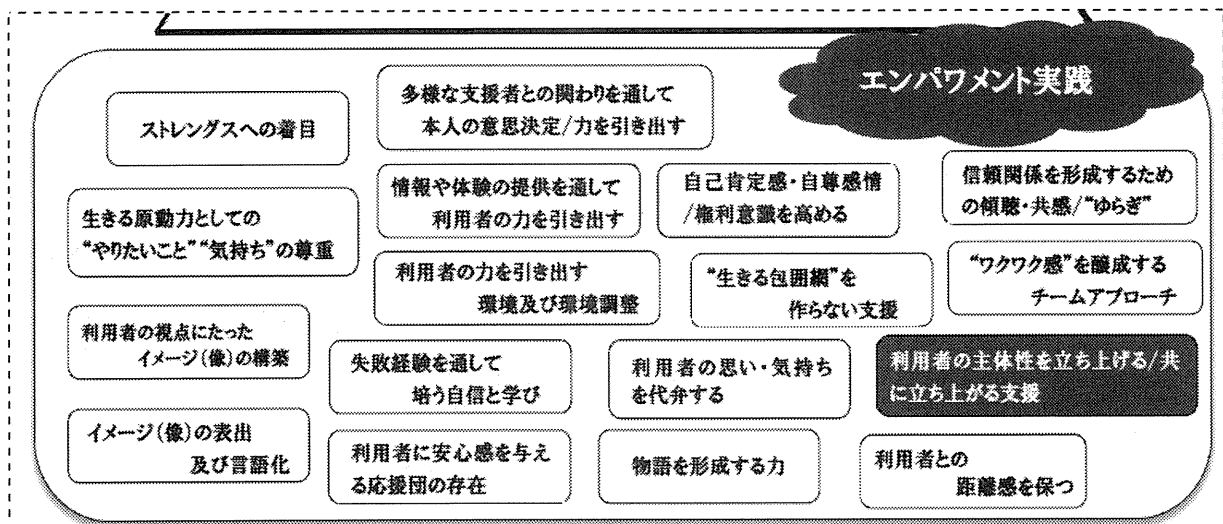 エンパワメント実践
ストレングスへの着目
多様な支援者との関わりを通して
本人の意思決定/力を引き出す
生きる原動力としての
“やりたいこと”“気持ち”の尊重
情報や体験の提供を通して
利用者の力を引き出す
自己肯定感・自尊感情
/権利意識を高める
信頼関係を形成するため
の傾聴・共感/“ゆらぎ”
利用者の力を引き出す
環境及び環境調整
“生きる包囲網”を
作らない支援
“ワクワク感”を醸成する
チームアプローチ
利用者の視点にたった
イメージ(像)の構築
失敗経験を通して
培う自信と学び
利用者の思い・気持ち
を代弁する
利用者の主体性を立ち上げる/共
に立ち上がる支援
イメージ(像)の表出
及び言語化
利用者に安心感を与え
る応援団の存在
物語を形成する力
利用者との
距離感を保つ